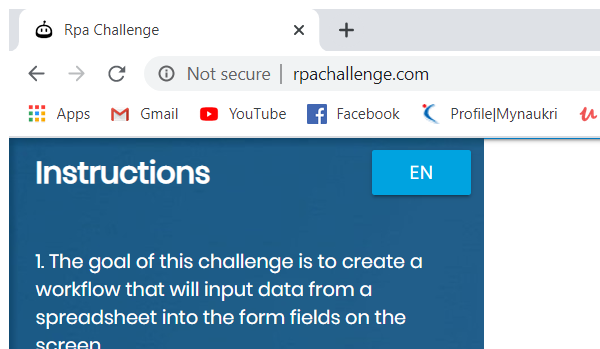 Rpa Challenge
Not secure | rpachallenge.com
Apps Gmail YouTube Facebook Profile|Mynaukri
Instructions EN
1. The goal of this challenge is to create a
workflow that will input data from a
spreadsheet into the form fields on the
screen